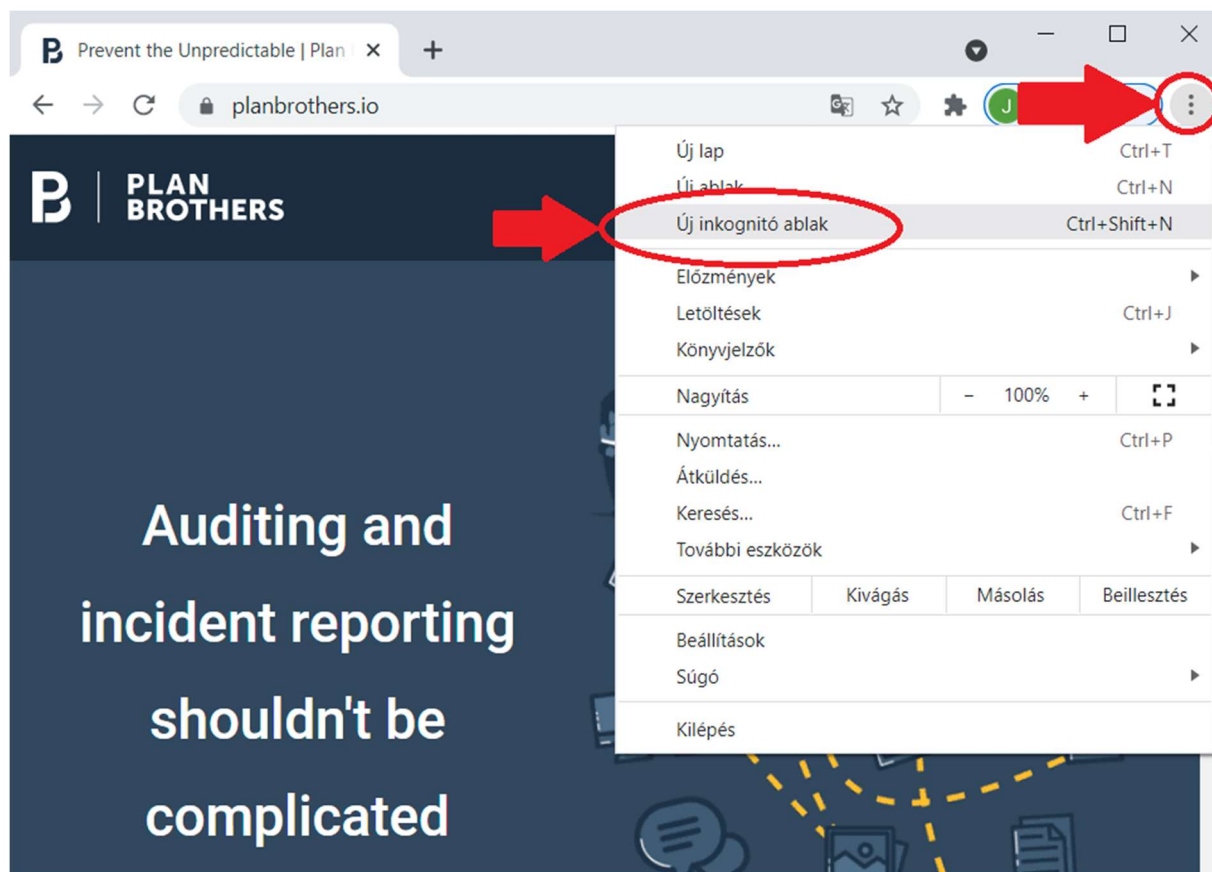 Prevent the Unpredictable | Plan
planbrothers.io
J
PLAN
BROTHERS
Új lap Ctrl+T
Új ablak Ctrl+N
Új inkognitó ablak Ctrl+Shift+N
Előzmények
Letöltések Ctrl+J
Könyvjelzők
Nagyítás - 100% +
Nyomtatás... Ctrl+P
Átküldés...
Keresés... Ctrl+F
További eszközök
Szerkesztés Kivágás Másolás Beillesztés
Beállítások
Súgó
Kilépés
Auditing and
incident reporting
shouldn't be
complicated